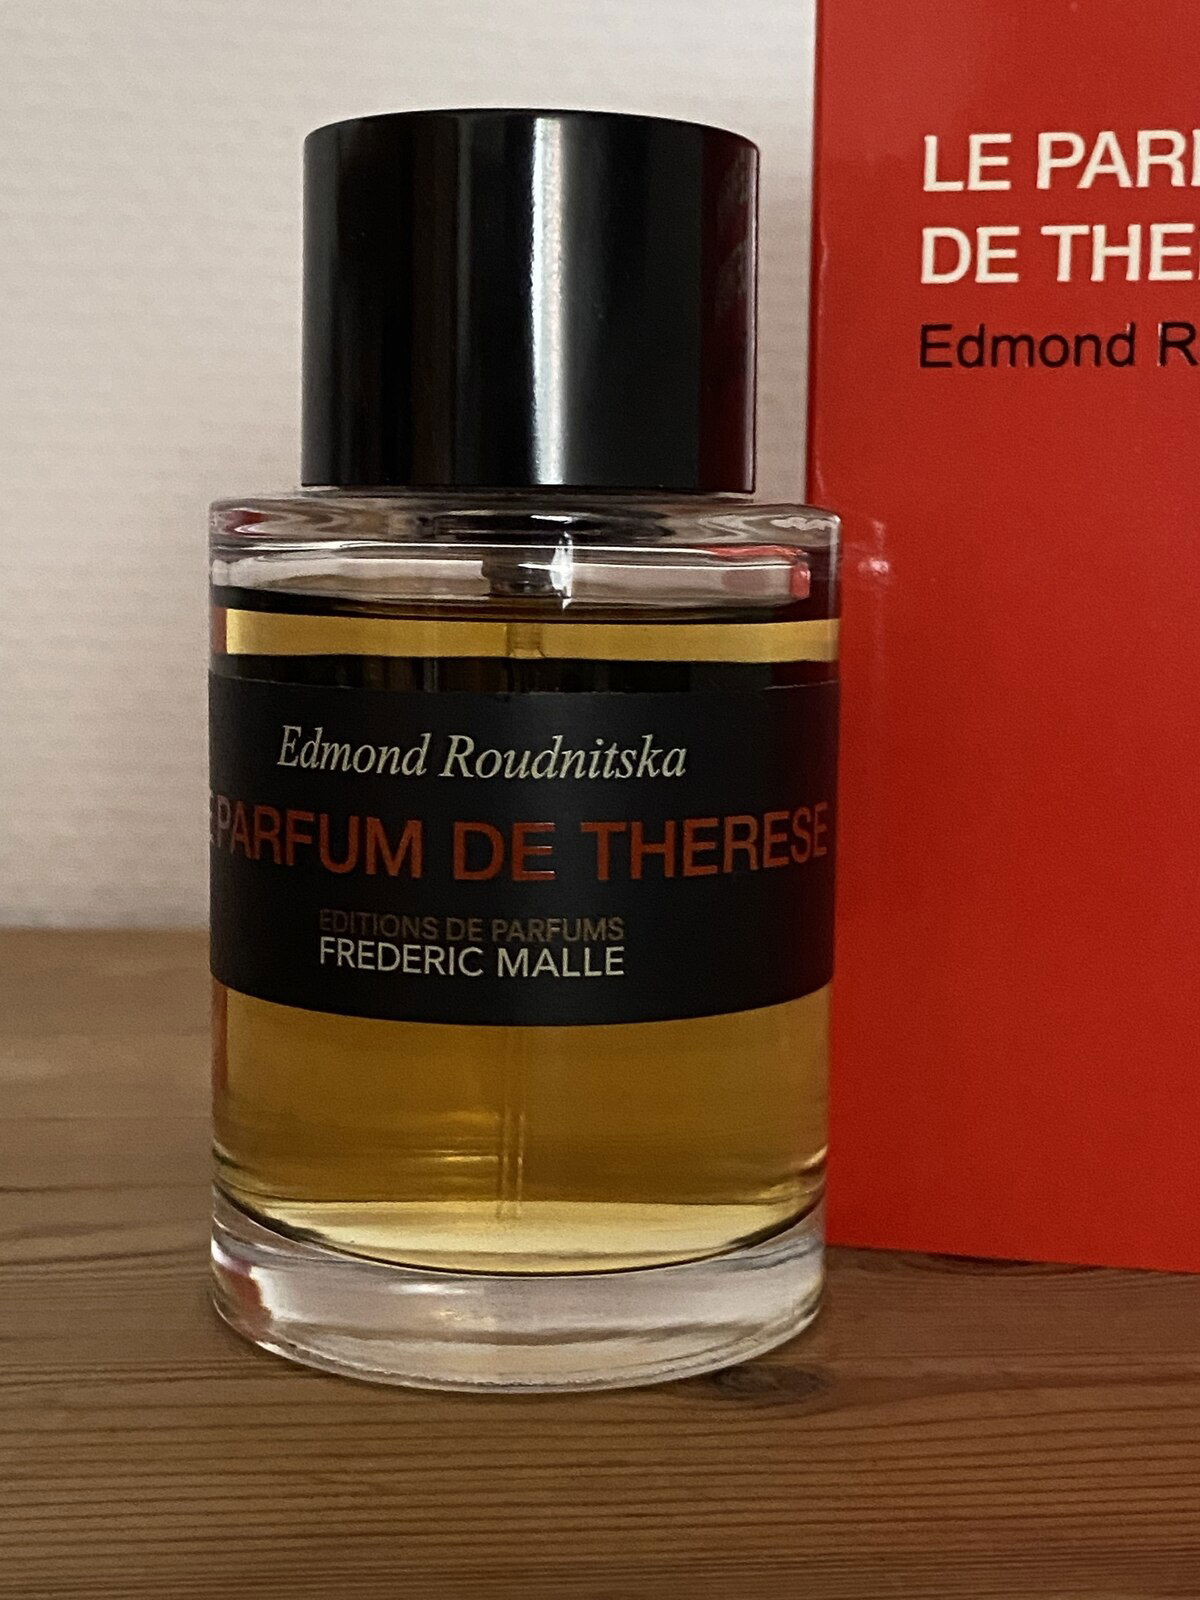 Edmond Roudnitska
PARFUM DE THERESE
EDITIONS DE PARFUMS
FREDERIC MALLE
LE PAR
DE THE
Edmond R